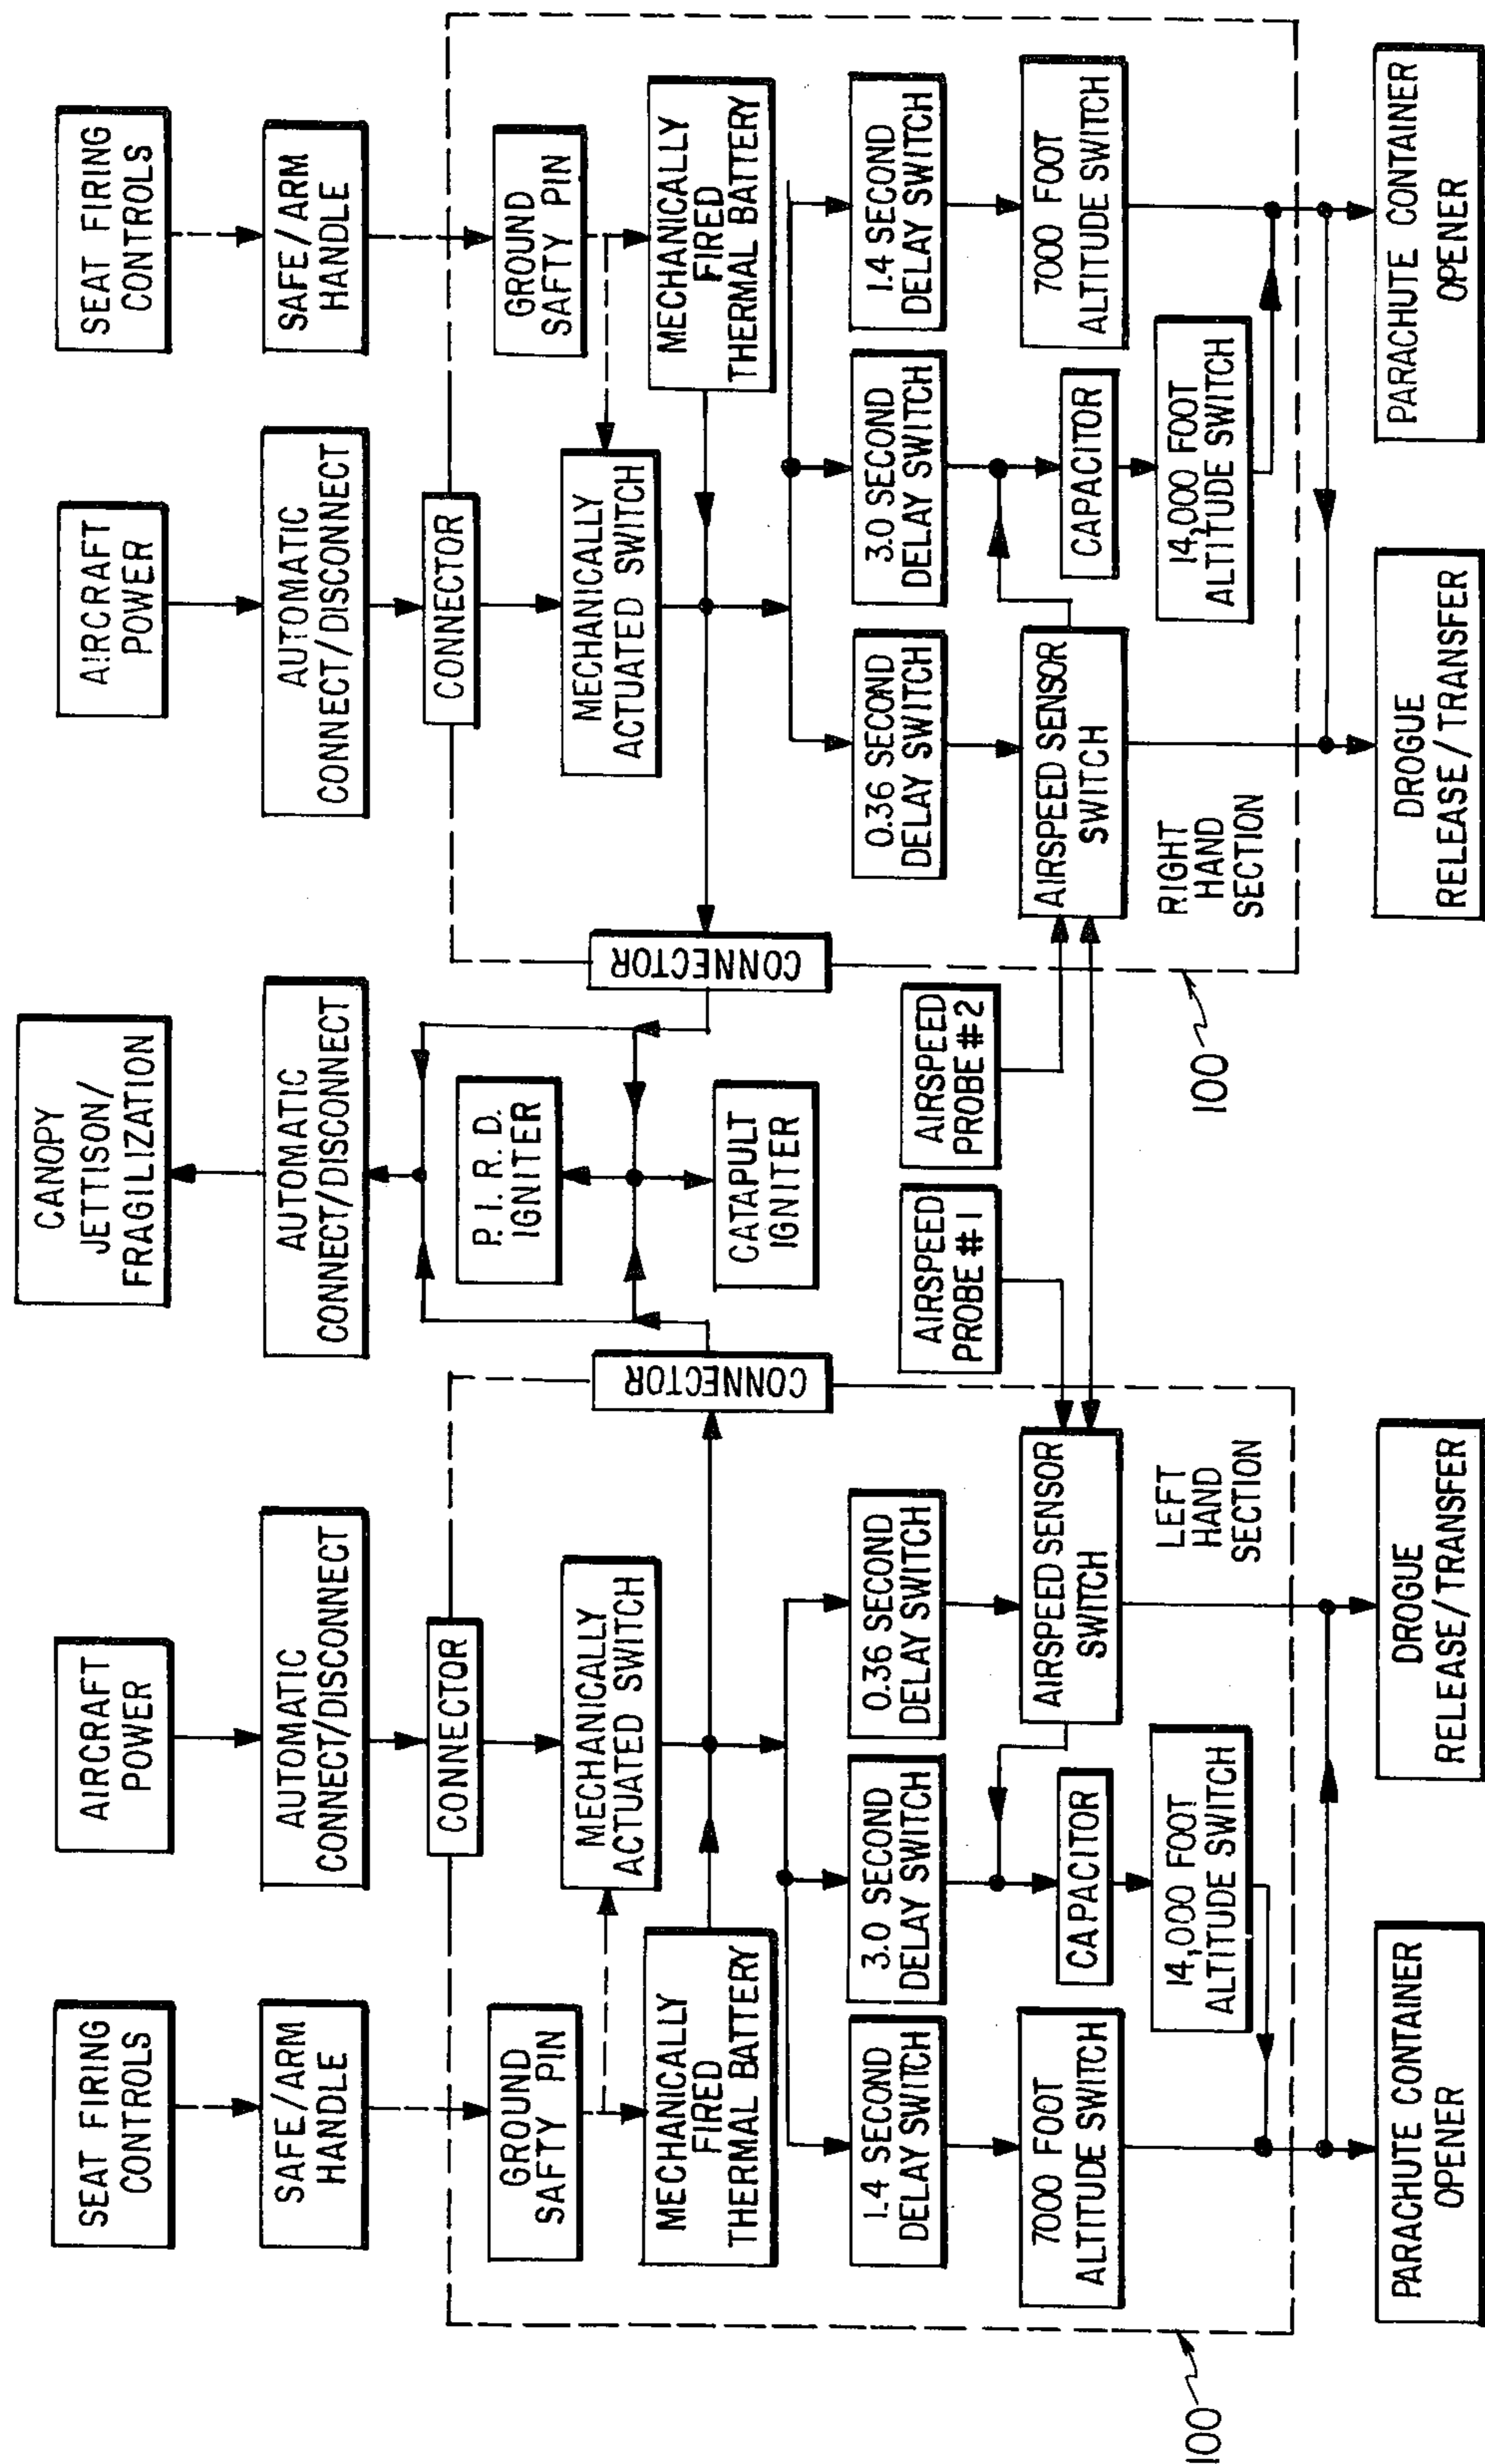 CANOPY
JETTISON/
FRAGILIZATION
SEAT FIRING
CONTROLS
AIRCRAFT
POWER
AIRCRAFT
POWER
SEAT FIRING
CONTROLS
SAFE/ARM
HANDLE
AUTOMATIC
CONNECT/DISCONNECT
AUTOMATIC
CONNECT/DISCONNECT
AUTOMATIC
CONNECT/DISCONNECT
SAFE/ARM
HANDLE
CONNECTOR
CONNECTOR
GROUND
SAFTY PIN
MECHANICALLY
ACTUATED SWITCH
P. I. R. D.
IGNITER
MECHANICALLY
ACTUATED SWITCH
GROUND
SAFTY PIN
MECHANICALLY
FIRED
THERMAL BATTERY
CONNECTOR
CATAPULT
IGNITER
CONNECTOR
MECHANICALLY
FIRED
THERMAL BATTERY
1.4 SECOND
DELAY SWITCH
3.0 SECOND
DELAY SWITCH
0.36 SECOND
DELAY SWITCH
AIRSPEED
PROBE #1
AIRSPEED
PROBE #2
0.36 SECOND
DELAY SWITCH
3.0 SECOND
DELAY SWITCH
1.4 SECOND
DELAY SWITCH
7000 FOOT
ALTITUDE SWITCH
CAPACITOR
AIRSPEED SENSOR
SWITCH
AIRSPEED SENSOR
SWITCH
CAPACITOR
7000 FOOT
ALTITUDE SWITCH
14,000 FOOT
ALTITUDE SWITCH
LEFT
HAND
SECTION
RIGHT
HAND
SECTION
14,000 FOOT
ALTITUDE SWITCH
100
100
PARACHUTE CONTAINER
OPENER
DROGUE
RELEASE/TRANSFER
DROGUE
RELEASE/TRANSFER
PARACHUTE CONTAINER
OPENER